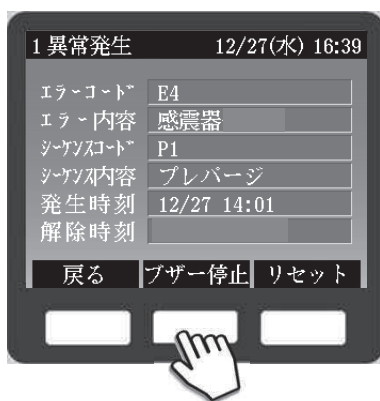 1 異常発生 12/27(水) 16:39
エラーコード E4
エラー内容 感震器
シーケンスコード P1
シーケンス内容 プレパージ
発生時刻 12/27 14:01
解除時刻
戻る ブザー停止 リセット